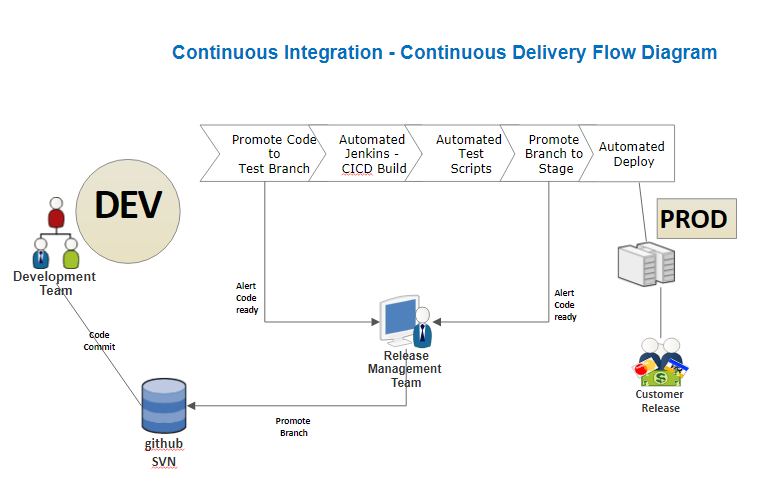 Continuous Integration - Continuous Delivery Flow Diagram
Promote Code
to
Test Branch
Automated
Jenkins -
CICD Build
Automated
Test
Scripts
Promote
Branch to
Stage
Automated
Deploy
DEV
PROD
Development
Team
Alert
Code
ready
Alert
Code
ready
Code
Commit
Release
Management
Team
Customer
Release
Promote
Branch
github
SVN